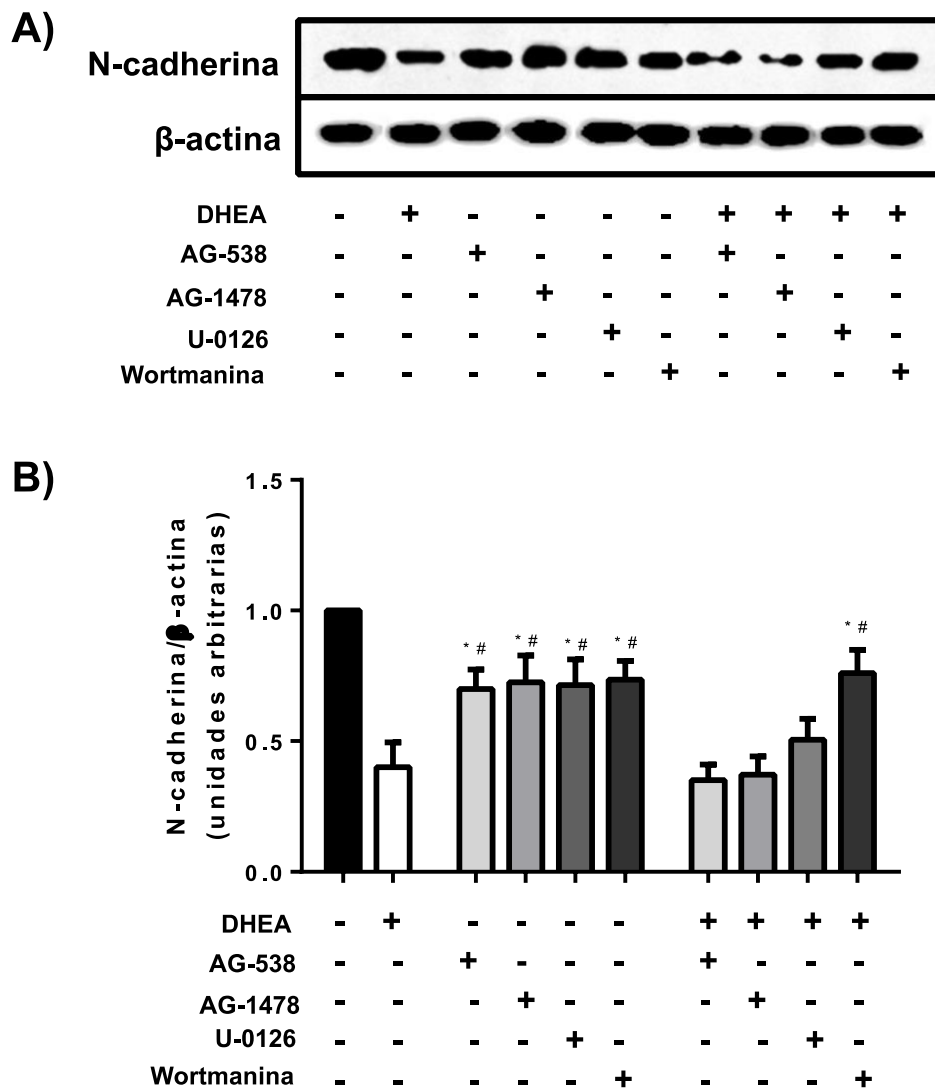 A)
N-cadherina
β-actina
DHEA - + - - - - + + + +
AG-538 - - + - - - + - - -
AG-1478 - - - + - - - + - -
U-0126 - - - - + - - - + -
Wortmanina - - - - - + - - - +
B)
N-cadherina/β-actina
(unidades arbitrarias)
1.5
1.0
0.5
0.0
* # * # * # * # * #
DHEA - + - - - - + + + +
AG-538 - - + - - - + - - -
AG-1478 - - - + - - - + - -
U-0126 - - - - + - - - + -
Wortmanina - - - - - + - - - +